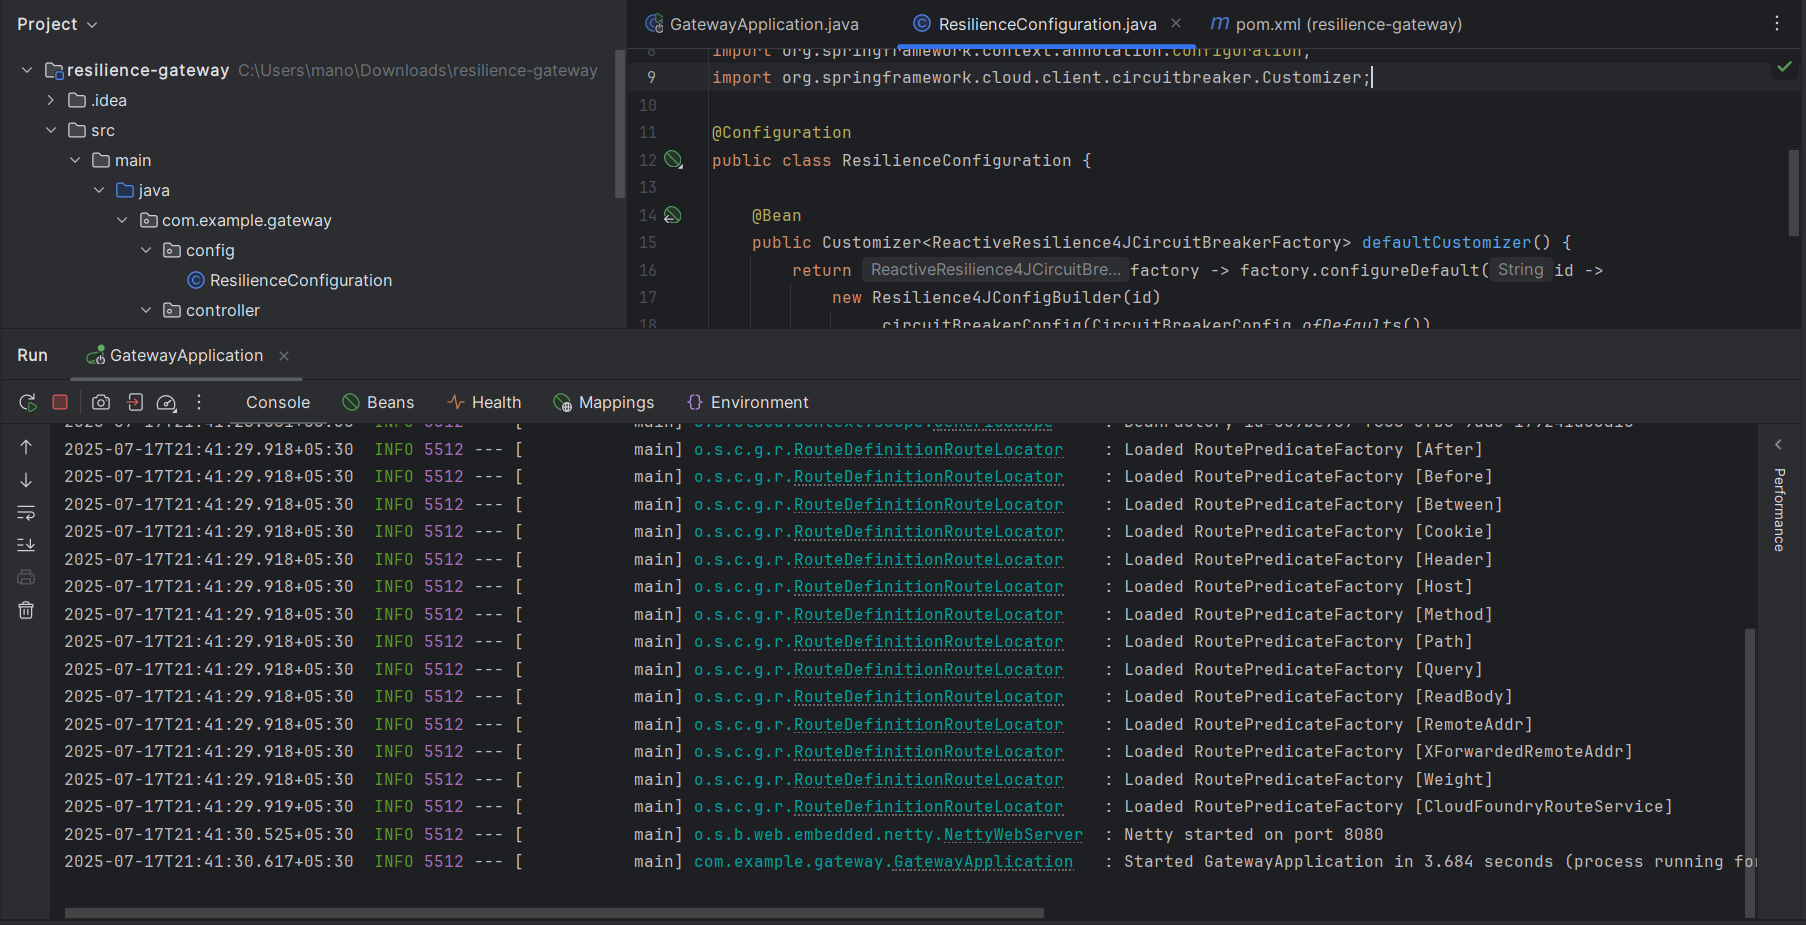 Project
resilience-gateway C:\Users\mano\Downloads\resilience-gateway
.idea
src
main
java
com.example.gateway
config
ResilienceConfiguration
controller
GatewayApplication.java ResilienceConfiguration.java pom.xml (resilience-gateway)
8 import org.springframework.context.annotation.Configuration;
9 import org.springframework.cloud.client.circuitbreaker.Customizer;
10
11 @Configuration
12 public class ResilienceConfiguration {
13
14 @Bean
15 public Customizer<ReactiveResilience4JCircuitBreakerFactory> defaultCustomizer() {
16 return ReactiveResilience4JCircuitBre... factory -> factory.configureDefault( String id ->
17 new Resilience4JConfigBuilder(id)
18 .circuitBreakerConfig(CircuitBreakerConfig.ofDefaults())
Run GatewayApplication
Console Beans Health Mappings Environment
main] o.s.cloud.context.scope.GenericScope : BeanFactory
2025-07-17T21:41:29.918+05:30 INFO 5512 --- [ main] o.s.c.g.r.RouteDefinitionRouteLocator : Loaded RoutePredicateFactory [After]
2025-07-17T21:41:29.918+05:30 INFO 5512 --- [ main] o.s.c.g.r.RouteDefinitionRouteLocator : Loaded RoutePredicateFactory [Before]
2025-07-17T21:41:29.918+05:30 INFO 5512 --- [ main] o.s.c.g.r.RouteDefinitionRouteLocator : Loaded RoutePredicateFactory [Between]
2025-07-17T21:41:29.918+05:30 INFO 5512 --- [ main] o.s.c.g.r.RouteDefinitionRouteLocator : Loaded RoutePredicateFactory [Cookie]
2025-07-17T21:41:29.918+05:30 INFO 5512 --- [ main] o.s.c.g.r.RouteDefinitionRouteLocator : Loaded RoutePredicateFactory [Header]
2025-07-17T21:41:29.918+05:30 INFO 5512 --- [ main] o.s.c.g.r.RouteDefinitionRouteLocator : Loaded RoutePredicateFactory [Host]
2025-07-17T21:41:29.918+05:30 INFO 5512 --- [ main] o.s.c.g.r.RouteDefinitionRouteLocator : Loaded RoutePredicateFactory [Method]
2025-07-17T21:41:29.918+05:30 INFO 5512 --- [ main] o.s.c.g.r.RouteDefinitionRouteLocator : Loaded RoutePredicateFactory [Path]
2025-07-17T21:41:29.918+05:30 INFO 5512 --- [ main] o.s.c.g.r.RouteDefinitionRouteLocator : Loaded RoutePredicateFactory [Query]
2025-07-17T21:41:29.918+05:30 INFO 5512 --- [ main] o.s.c.g.r.RouteDefinitionRouteLocator : Loaded RoutePredicateFactory [ReadBody]
2025-07-17T21:41:29.918+05:30 INFO 5512 --- [ main] o.s.c.g.r.RouteDefinitionRouteLocator : Loaded RoutePredicateFactory [RemoteAddr]
2025-07-17T21:41:29.918+05:30 INFO 5512 --- [ main] o.s.c.g.r.RouteDefinitionRouteLocator : Loaded RoutePredicateFactory [XForwardedRemoteAddr]
2025-07-17T21:41:29.918+05:30 INFO 5512 --- [ main] o.s.c.g.r.RouteDefinitionRouteLocator : Loaded RoutePredicateFactory [Weight]
2025-07-17T21:41:29.919+05:30 INFO 5512 --- [ main] o.s.c.g.r.RouteDefinitionRouteLocator : Loaded RoutePredicateFactory [CloudFoundryRouteService]
2025-07-17T21:41:30.525+05:30 INFO 5512 --- [ main] o.s.b.web.embedded.netty.NettyWebServer : Netty started on port 8080
2025-07-17T21:41:30.617+05:30 INFO 5512 --- [ main] com.example.gateway.GatewayApplication : Started GatewayApplication in 3.684 seconds (process running fo
Performance